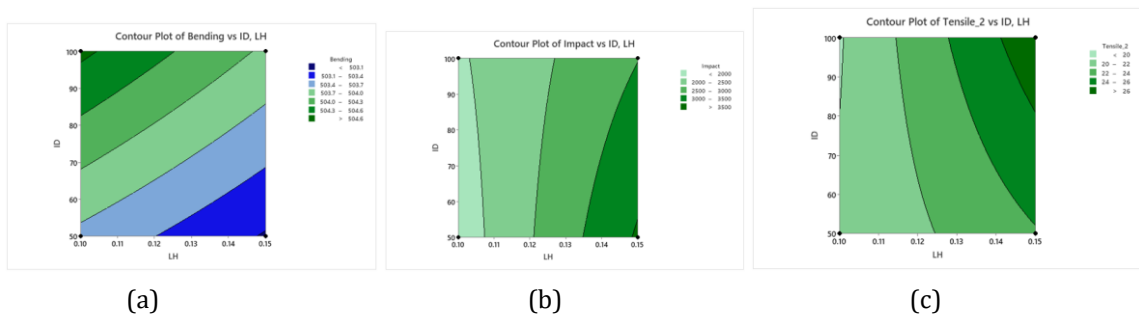 Contour Plot of Bending vs ID, LH
Bending
< 503.1
503.1 – 503.4
503.4 – 503.7
503.7 – 504.0
504.0 – 504.3
504.3 – 504.6
> 504.6
100
90
80
70
60
50
ID
0.10 0.11 0.12 0.13 0.14 0.15
LH
(a)
Contour Plot of Impact vs ID, LH
Impact
< 2000
2000 – 2500
2500 – 3000
3000 – 3500
> 3500
100
90
80
70
60
50
ID
0.10 0.11 0.12 0.13 0.14 0.15
LH
(b)
Contour Plot of Tensile_2 vs ID, LH
Tensile_2
< 20
20 – 22
22 – 24
24 – 26
> 26
100
90
80
70
60
50
ID
0.10 0.11 0.12 0.13 0.14 0.15
LH
(c)